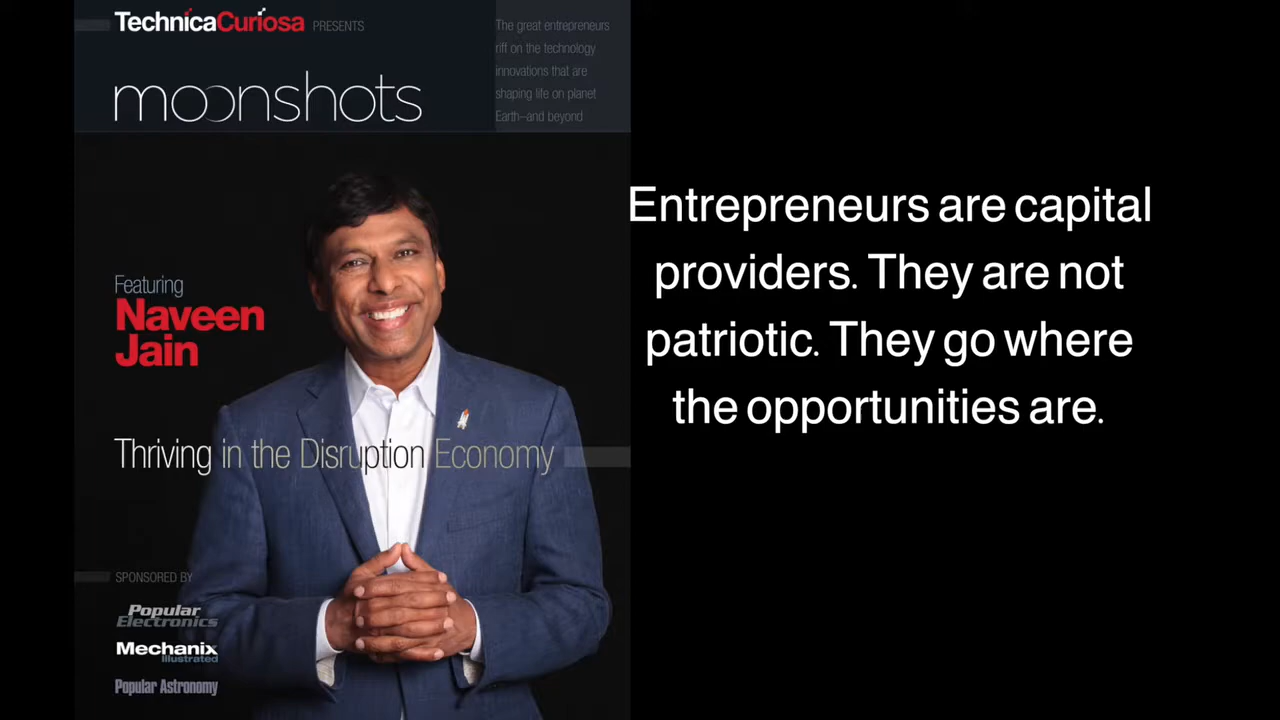 TechnicaCuriosa PRESENTS
moonshots
The great entrepreneurs
riff on the technology
innovations that are
shaping life on planet
Earth–and beyond
Featuring
Naveen
Jain
Thriving in the Disruption Economy
SPONSORED BY
Popular
Electronics
Mechanix
Illustrated
Popular Astronomy
Entrepreneurs are capital
providers. They are not
patriotic. They go where
the opportunities are.